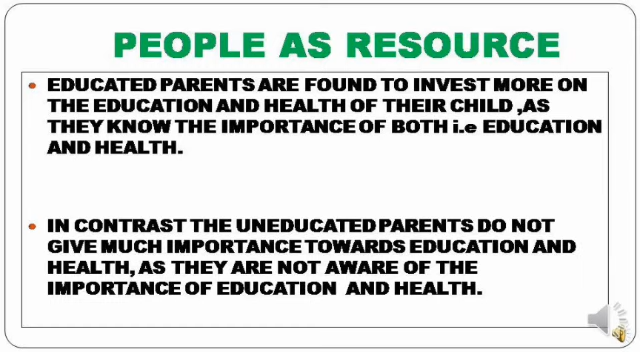 PEOPLE AS RESOURCE
EDUCATED PARENTS ARE FOUND TO INVEST MORE ON
THE EDUCATION AND HEALTH OF THEIR CHILD ,AS
THEY KNOW THE IMPORTANCE OF BOTH i.e EDUCATION
AND HEALTH.
IN CONTRAST THE UNEDUCATED PARENTS DO NOT
GIVE MUCH IMPORTANCE TOWARDS EDUCATION AND
HEALTH, AS THEY ARE NOT AWARE OF THE
IMPORTANCE OF EDUCATION AND HEALTH.